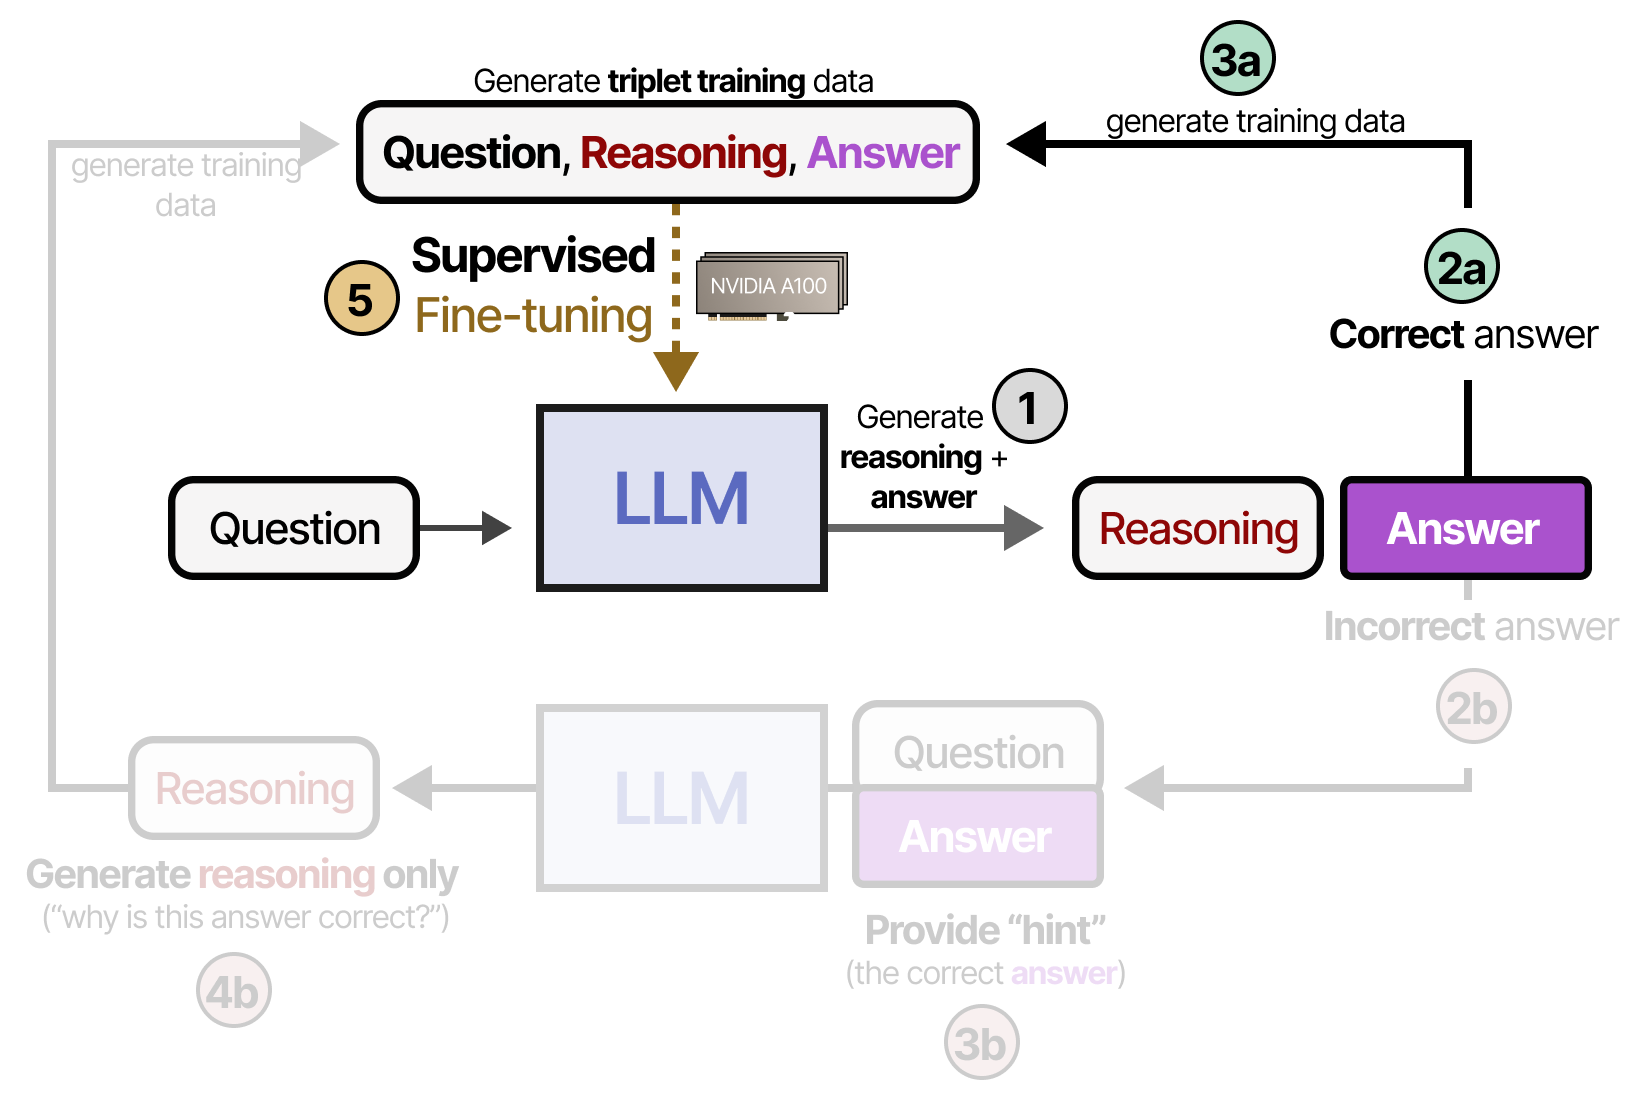 3a
Generate triplet training data
generate training data
Question, Reasoning, Answer
generate training
data
2a
Supervised
5
Fine-tuning
NVIDIA A100
Correct answer
1
Generate
reasoning +
answer
Question
LLM
Reasoning
Answer
Incorrect answer
2b
Question
Reasoning
LLM
Answer
Generate reasoning only
(“why is this answer correct?”)
Provide “hint”
(the correct answer)
4b
3b